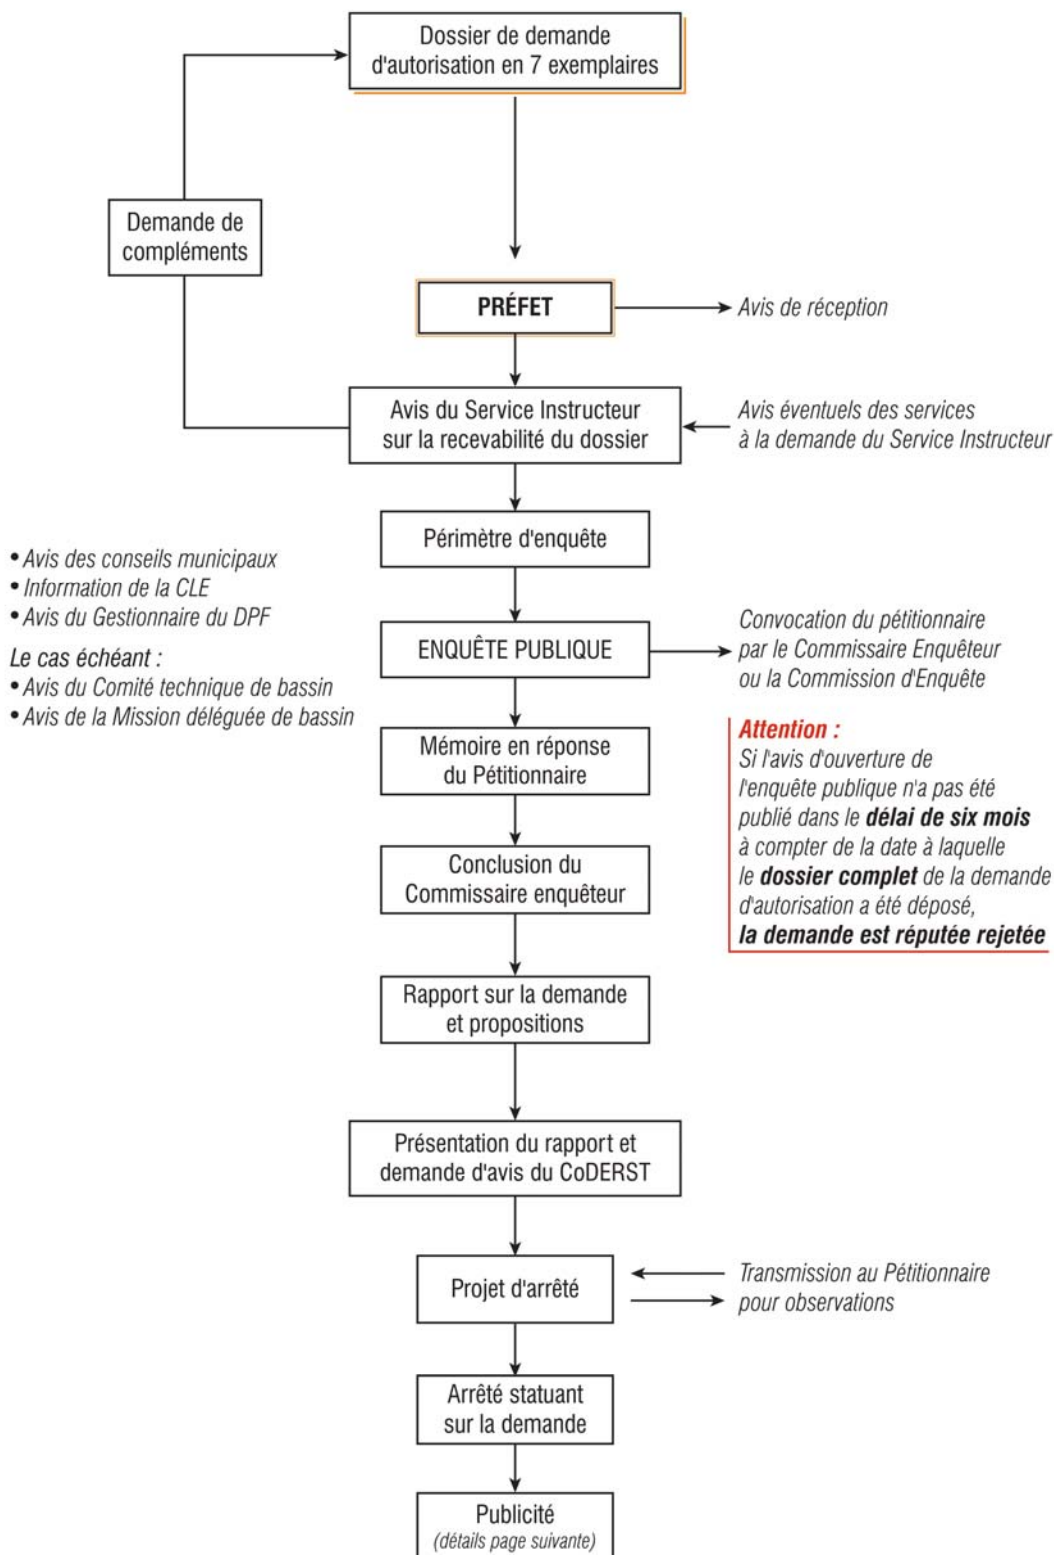 Dossier de demande
d'autorisation en 7 exemplaires
Demande de
compléments
PRÉFET
Avis de réception
Avis du Service Instructeur
sur la recevabilité du dossier
Avis éventuels des services
à la demande du Service Instructeur
Périmètre d'enquête
• Avis des conseils municipaux
• Information de la CLE
• Avis du Gestionnaire du DPF
Le cas échéant :
• Avis du Comité technique de bassin
• Avis de la Mission déléguée de bassin
ENQUÊTE PUBLIQUE
Convocation du pétitionnaire
par le Commissaire Enquêteur
ou la Commission d'Enquête
Mémoire en réponse
du Pétitionnaire
Attention :
Si l'avis d'ouverture de
l'enquête publique n'a pas été
publié dans le délai de six mois
à compter de la date à laquelle
le dossier complet de la demande
d'autorisation a été déposé,
la demande est réputée rejetée
Conclusion du
Commissaire enquêteur
Rapport sur la demande
et propositions
Présentation du rapport et
demande d'avis du CoDERST
Projet d'arrêté
Transmission au Pétitionnaire
pour observations
Arrêté statuant
sur la demande
Publicité
(détails page suivante)